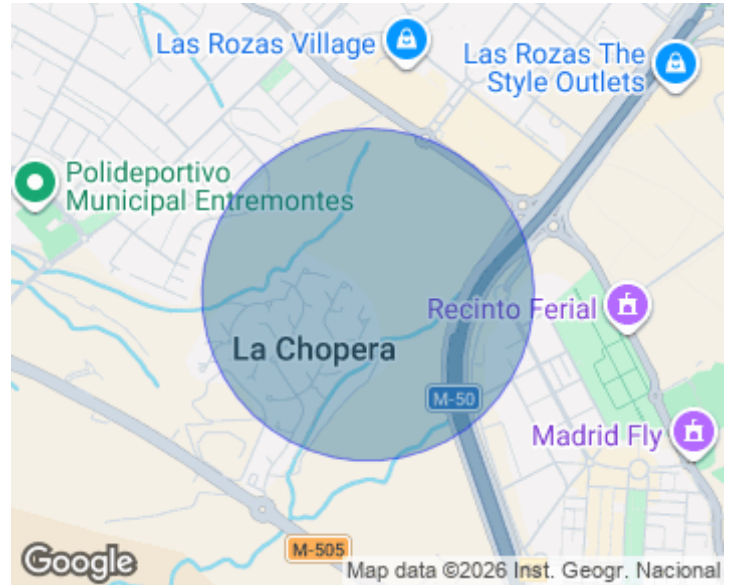 Las Rozas Village
Las Rozas The
Style Outlets
Polideportivo
Municipal Entremontes
Recinto Ferial
La Chopera
M-50
Madrid Fly
M-505
Google
Map data ©2026 Inst. Geogr. Nacional